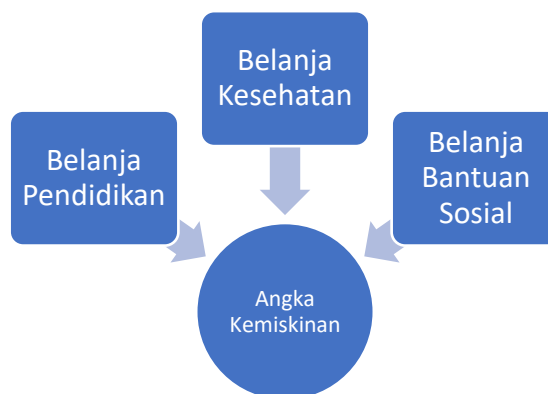 Belanja
Kesehatan
Belanja
Pendidikan
Belanja
Bantuan
Sosial
Angka
Kemiskinan